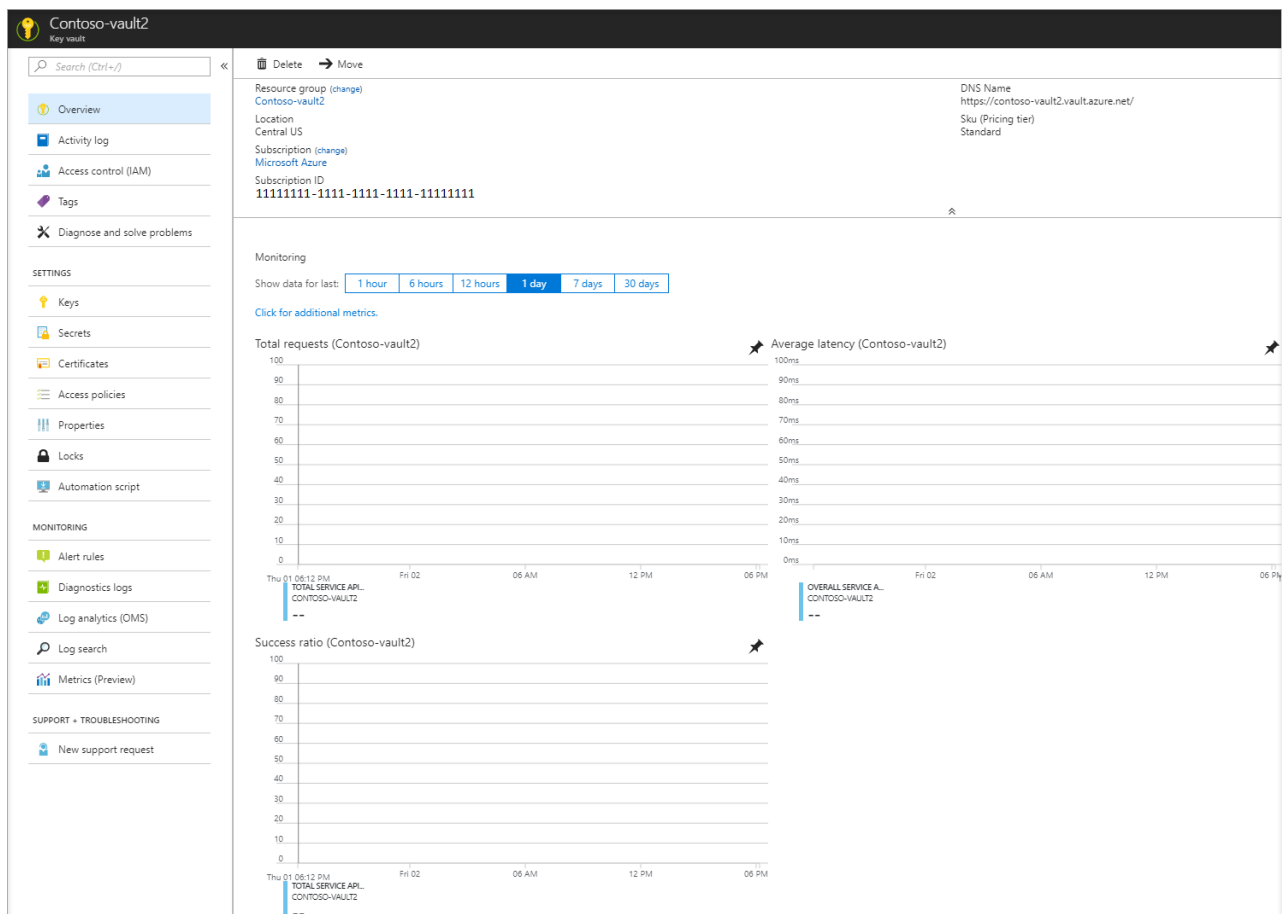 Contoso-vault2
Key vault
Search (Ctrl+/)
«
Overview
Activity log
Access control (IAM)
Tags
Diagnose and solve problems
SETTINGS
Keys
Secrets
Certificates
Access policies
Properties
Locks
Automation script
MONITORING
Alert rules
Diagnostics logs
Log analytics (OMS)
Log search
Metrics (Preview)
SUPPORT + TROUBLESHOOTING
New support request
Delete Move
Resource group (change)
Contoso-vault2
Location
Central US
Subscription (change)
Microsoft Azure
Subscription ID
11111111-1111-1111-1111-11111111
DNS Name
https://contoso-vault2.vault.azure.net/
Sku (Pricing tier)
Standard
Monitoring
Show data for last: 1 hour 6 hours 12 hours 1 day 7 days 30 days
Click for additional metrics.
Total requests (Contoso-vault2)
100
90
80
70
60
50
40
30
20
10
0
Thu 01 06:12 PM Fri 02 06 AM 12 PM 06 PM
TOTAL SERVICE API...
CONTOSO-VAULT2
--
Average latency (Contoso-vault2)
100ms
90ms
80ms
70ms
60ms
50ms
40ms
30ms
20ms
10ms
0ms
Fri 02 06 AM 12 PM 06 PM
OVERALL SERVICE A...
CONTOSO-VAULT2
--
Success ratio (Contoso-vault2)
100
90
80
70
60
50
40
30
20
10
0
Thu 01 06:12 PM Fri 02 06 AM 12 PM 06 PM
TOTAL SERVICE API...
CONTOSO-VAULT2
--